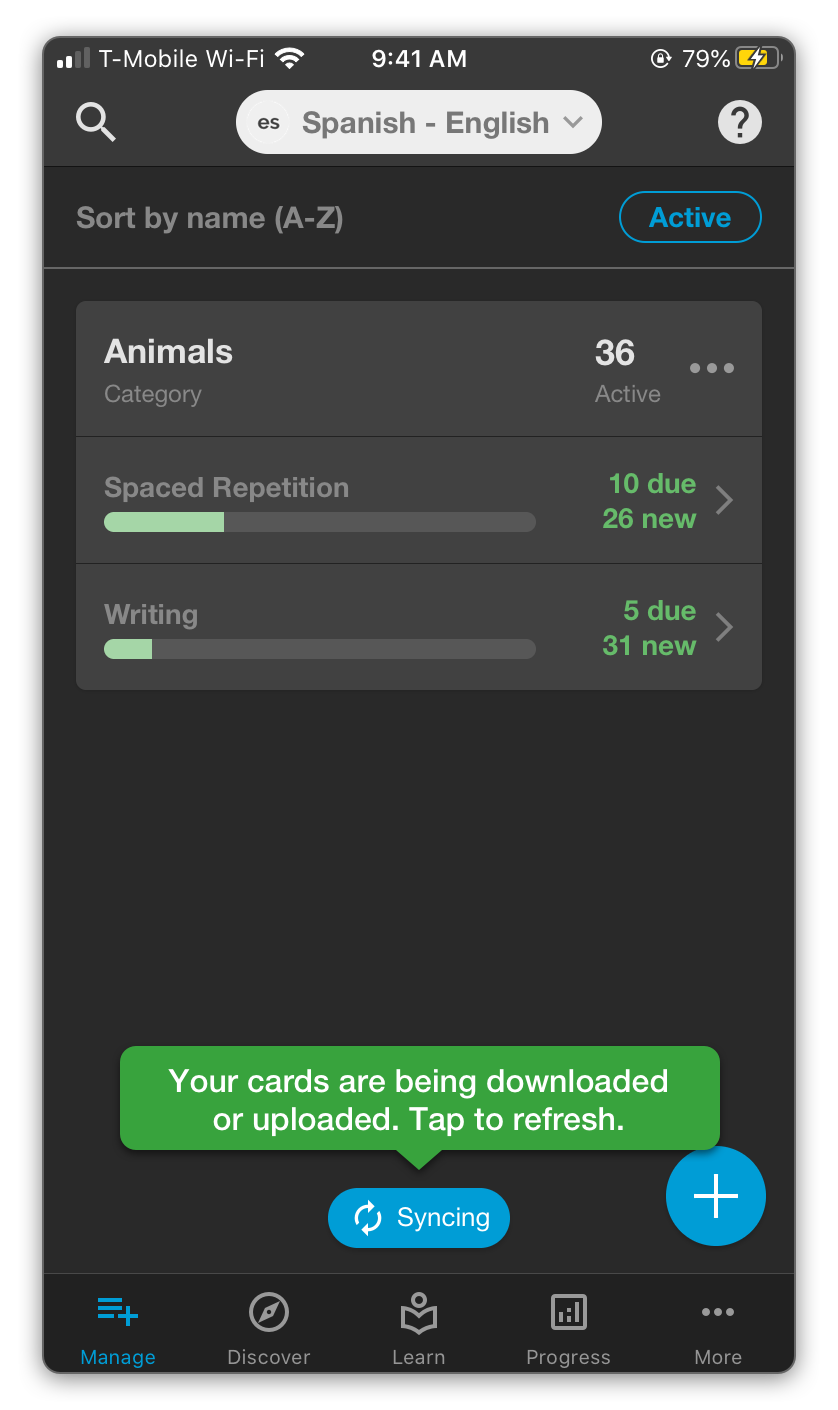 T-Mobile Wi-Fi 9:41 AM 79%
es Spanish - English ?
Sort by name (A-Z) Active
Animals 36
Category Active
Spaced Repetition 10 due
26 new
Writing 5 due
31 new
Your cards are being downloaded
or uploaded. Tap to refresh.
Syncing
Manage Discover Learn Progress More